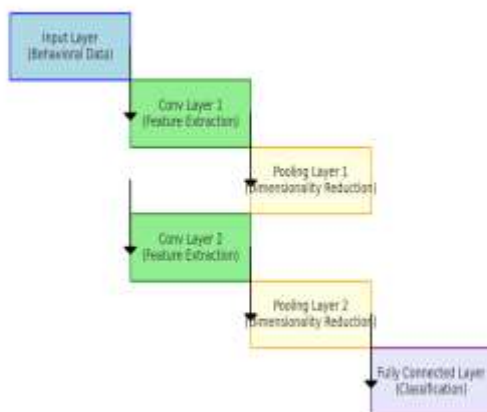 Input Layer
(Behavioral Data)
Conv Layer 1
(Feature Extraction)
Pooling Layer 1
(Dimensionality Reduction)
Conv Layer 2
(Feature Extraction)
Pooling Layer 2
(Dimensionality Reduction)
Fully Connected Layer
(Classification)